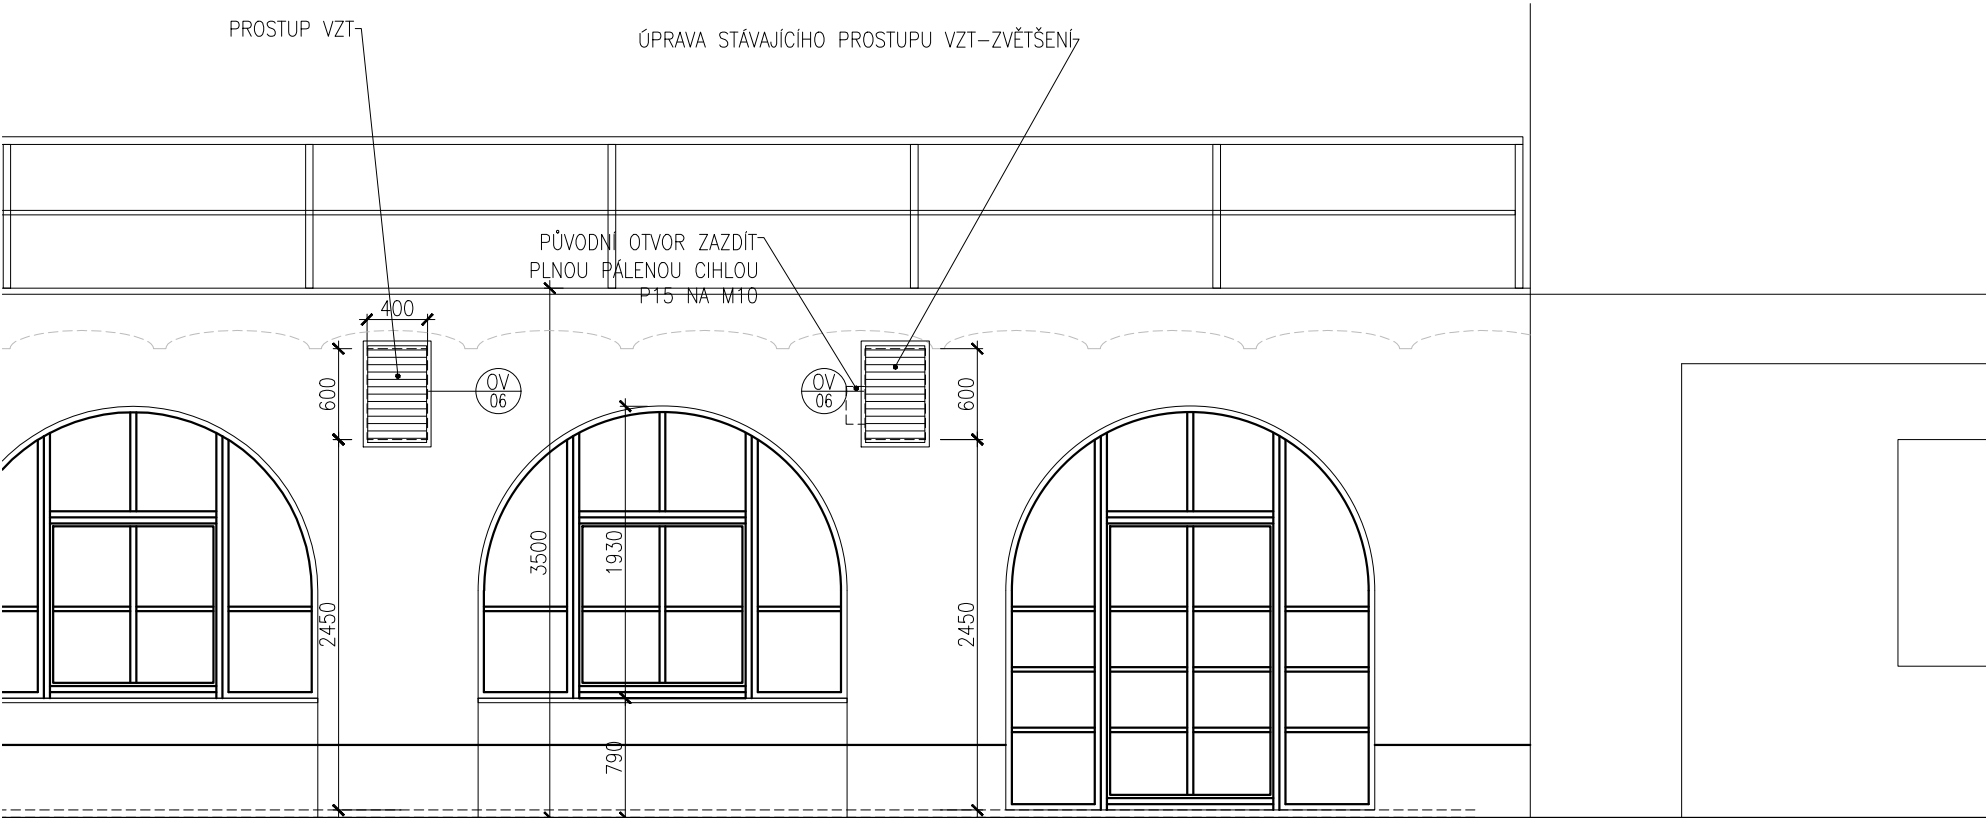 PROSTUP VZT
ÚPRAVA STÁVAJÍCÍHO PROSTUPU VZT-ZVĚTŠENÍ
PŮVODNÍ OTVOR ZAZDÍT
PLNOU PÁLENOU CIHLOU
P15 NA M10
400
600
OV
06
OV
06
600
3500
1930
2450
2450
790